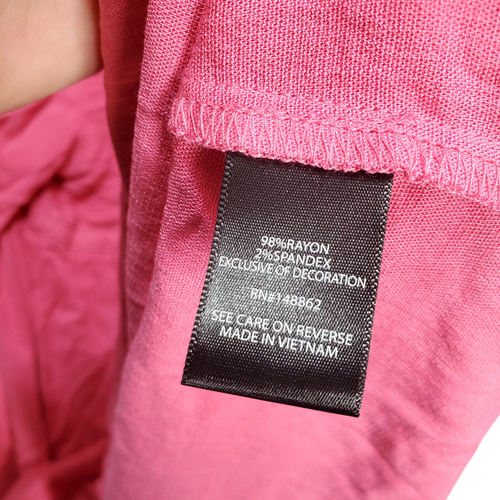 98%RAYON
2%SPANDEX
EXCLUSIVE OF DECORATION
RN#148862
SEE CARE ON REVERSE
MADE IN VIETNAM